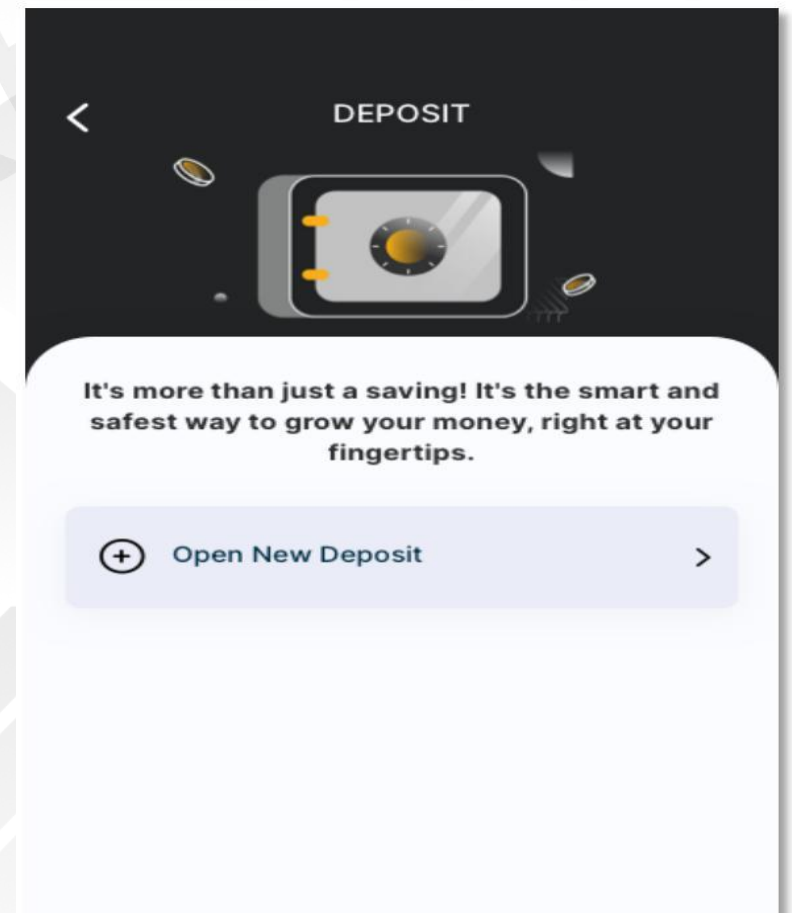 DEPOSIT
It's more than just a saving! It's the smart and
safest way to grow your money, right at your
fingertips.
Open New Deposit